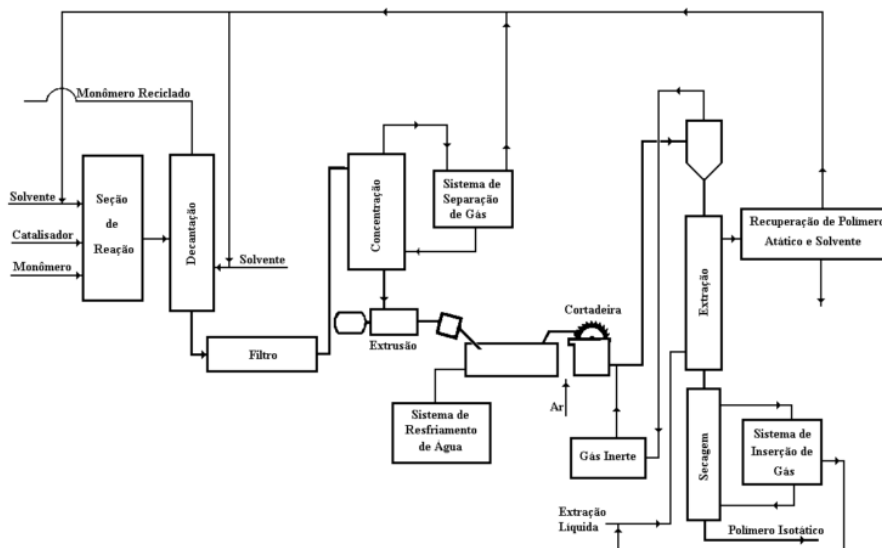 Monômero Reciclado
Solvente
Catalisador
Monômero
Seção
de
Reação
Decantação
Solvente
Filtro
Concentração
Sistema de
Separação
de Gás
Extrusão
Sistema de
Resfriamento
de Água
Cortadeira
Ar
Gás Inerte
Extração
Recuperação de Polímero
Atático e Solvente
Secagem
Sistema de
Inserção de
Gás
Extração
Líquida
Polímero Isotático